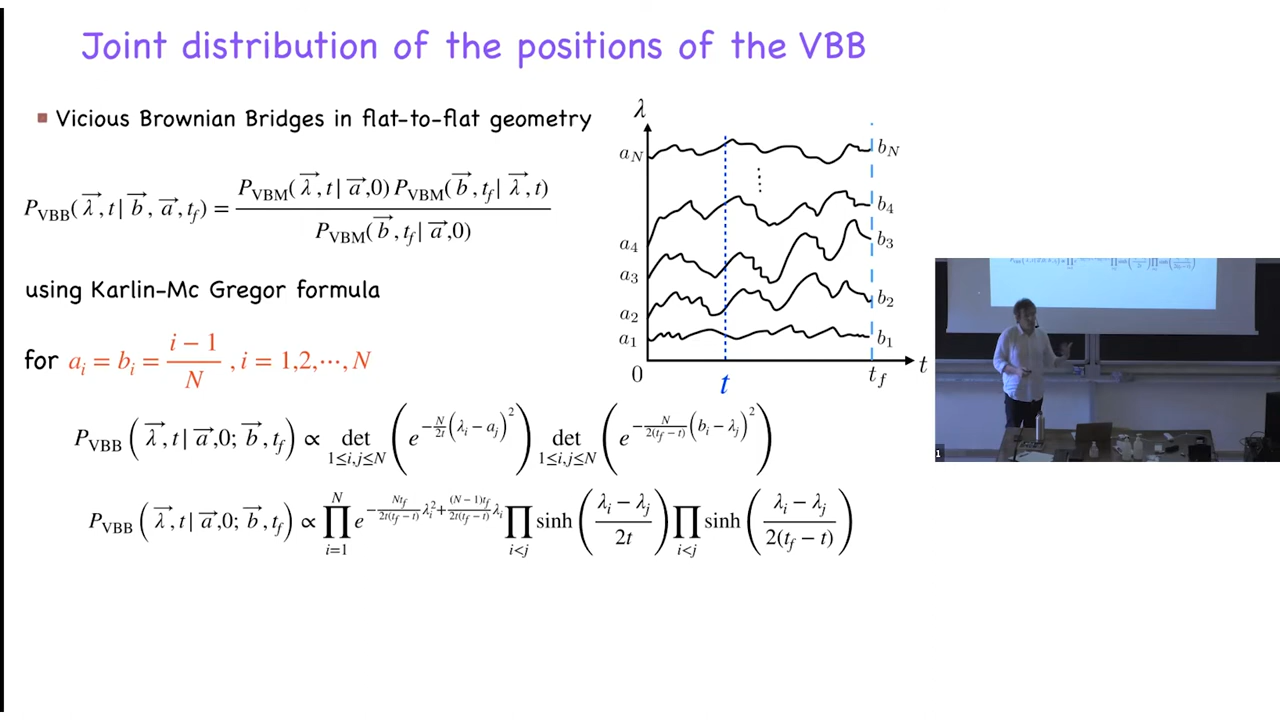 Joint distribution of the positions of the VBB
Vicious Brownian Bridges in flat-to-flat geometry
P_VBB(λ⃗, t | b⃗, a⃗, t_f) = P_VBM(λ⃗, t | a⃗,0) P_VBM(b⃗, t_f | λ⃗, t) / P_VBM(b⃗, t_f | a⃗,0)
using Karlin-Mc Gregor formula
for a_i = b_i = (i − 1)/N , i = 1,2,⋯, N
P_VBB (λ⃗, t | a⃗,0; b⃗, t_f) ∝ det_{1≤i,j≤N} (e^{−N/2t (λ_i − a_j)^2}) det_{1≤i,j≤N} (e^{−N/2(t_f−t) (b_i − λ_j)^2})
P_VBB (λ⃗, t | a⃗,0; b⃗, t_f) ∝ ∏_{i=1}^{N} e^{−Nt_f/2t(t_f−t) λ_i^2 + (N−1)t_f/2t(t_f−t) λ_i} ∏_{i<j} sinh ((λ_i − λ_j)/2t) ∏_{i<j} sinh ((λ_i − λ_j)/2(t_f − t))
λ
a_N
b_N
b_4
a_4
b_3
a_3
b_2
a_2
a_1
b_1
0
t
t_f
t
1